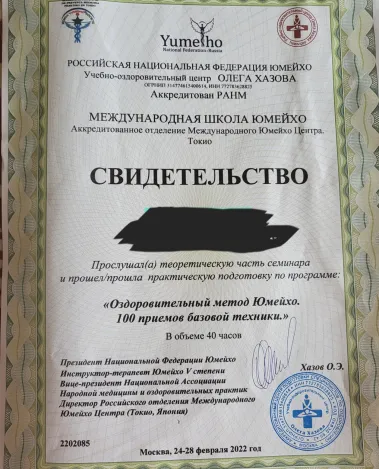 Yumeiho
National Federation-Russia
РОССИЙСКАЯ НАЦИОНАЛЬНАЯ ФЕДЕРАЦИЯ ЮМЕЙХО
Учебно-оздоровительный центр ОЛЕГА ХАЗОВА
Аккредитован РАНМ
МЕЖДУНАРОДНАЯ ШКОЛА ЮМЕЙХО
Аккредитованное отделение Международного Юмейхо Центра.
Токио
СВИДЕТЕЛЬСТВО
Прослушал(а) теоретическую часть семинара
и прошел/прошла практическую подготовку по программе:
«Оздоровительный метод Юмейхо.
100 приемов базовой техники.»
В объеме 40 часов
Президент Национальной Федерации Юмейхо
Инструктор-терапевт Юмейхо V степени
Вице-президент Национальной Ассоциации
Народной медицины и оздоровительных практик
Директор Российского отделения Международного
Юмейхо Центра (Токио, Япония)
Хазов О.Э.
2202085
Москва, 24-28 февраля 2022 год